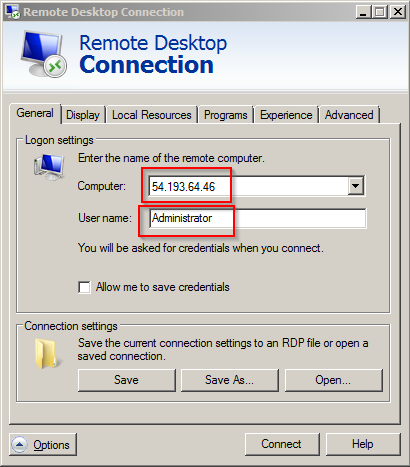 Remote Desktop Connection
Remote Desktop
Connection
General Display Local Resources Programs Experience Advanced
Logon settings
Enter the name of the remote computer.
Computer: 54.193.64.46
User name: Administrator
You will be asked for credentials when you connect.
Allow me to save credentials
Connection settings
Save the current connection settings to an RDP file or open a
saved connection.
Save Save As... Open...
Options Connect Help